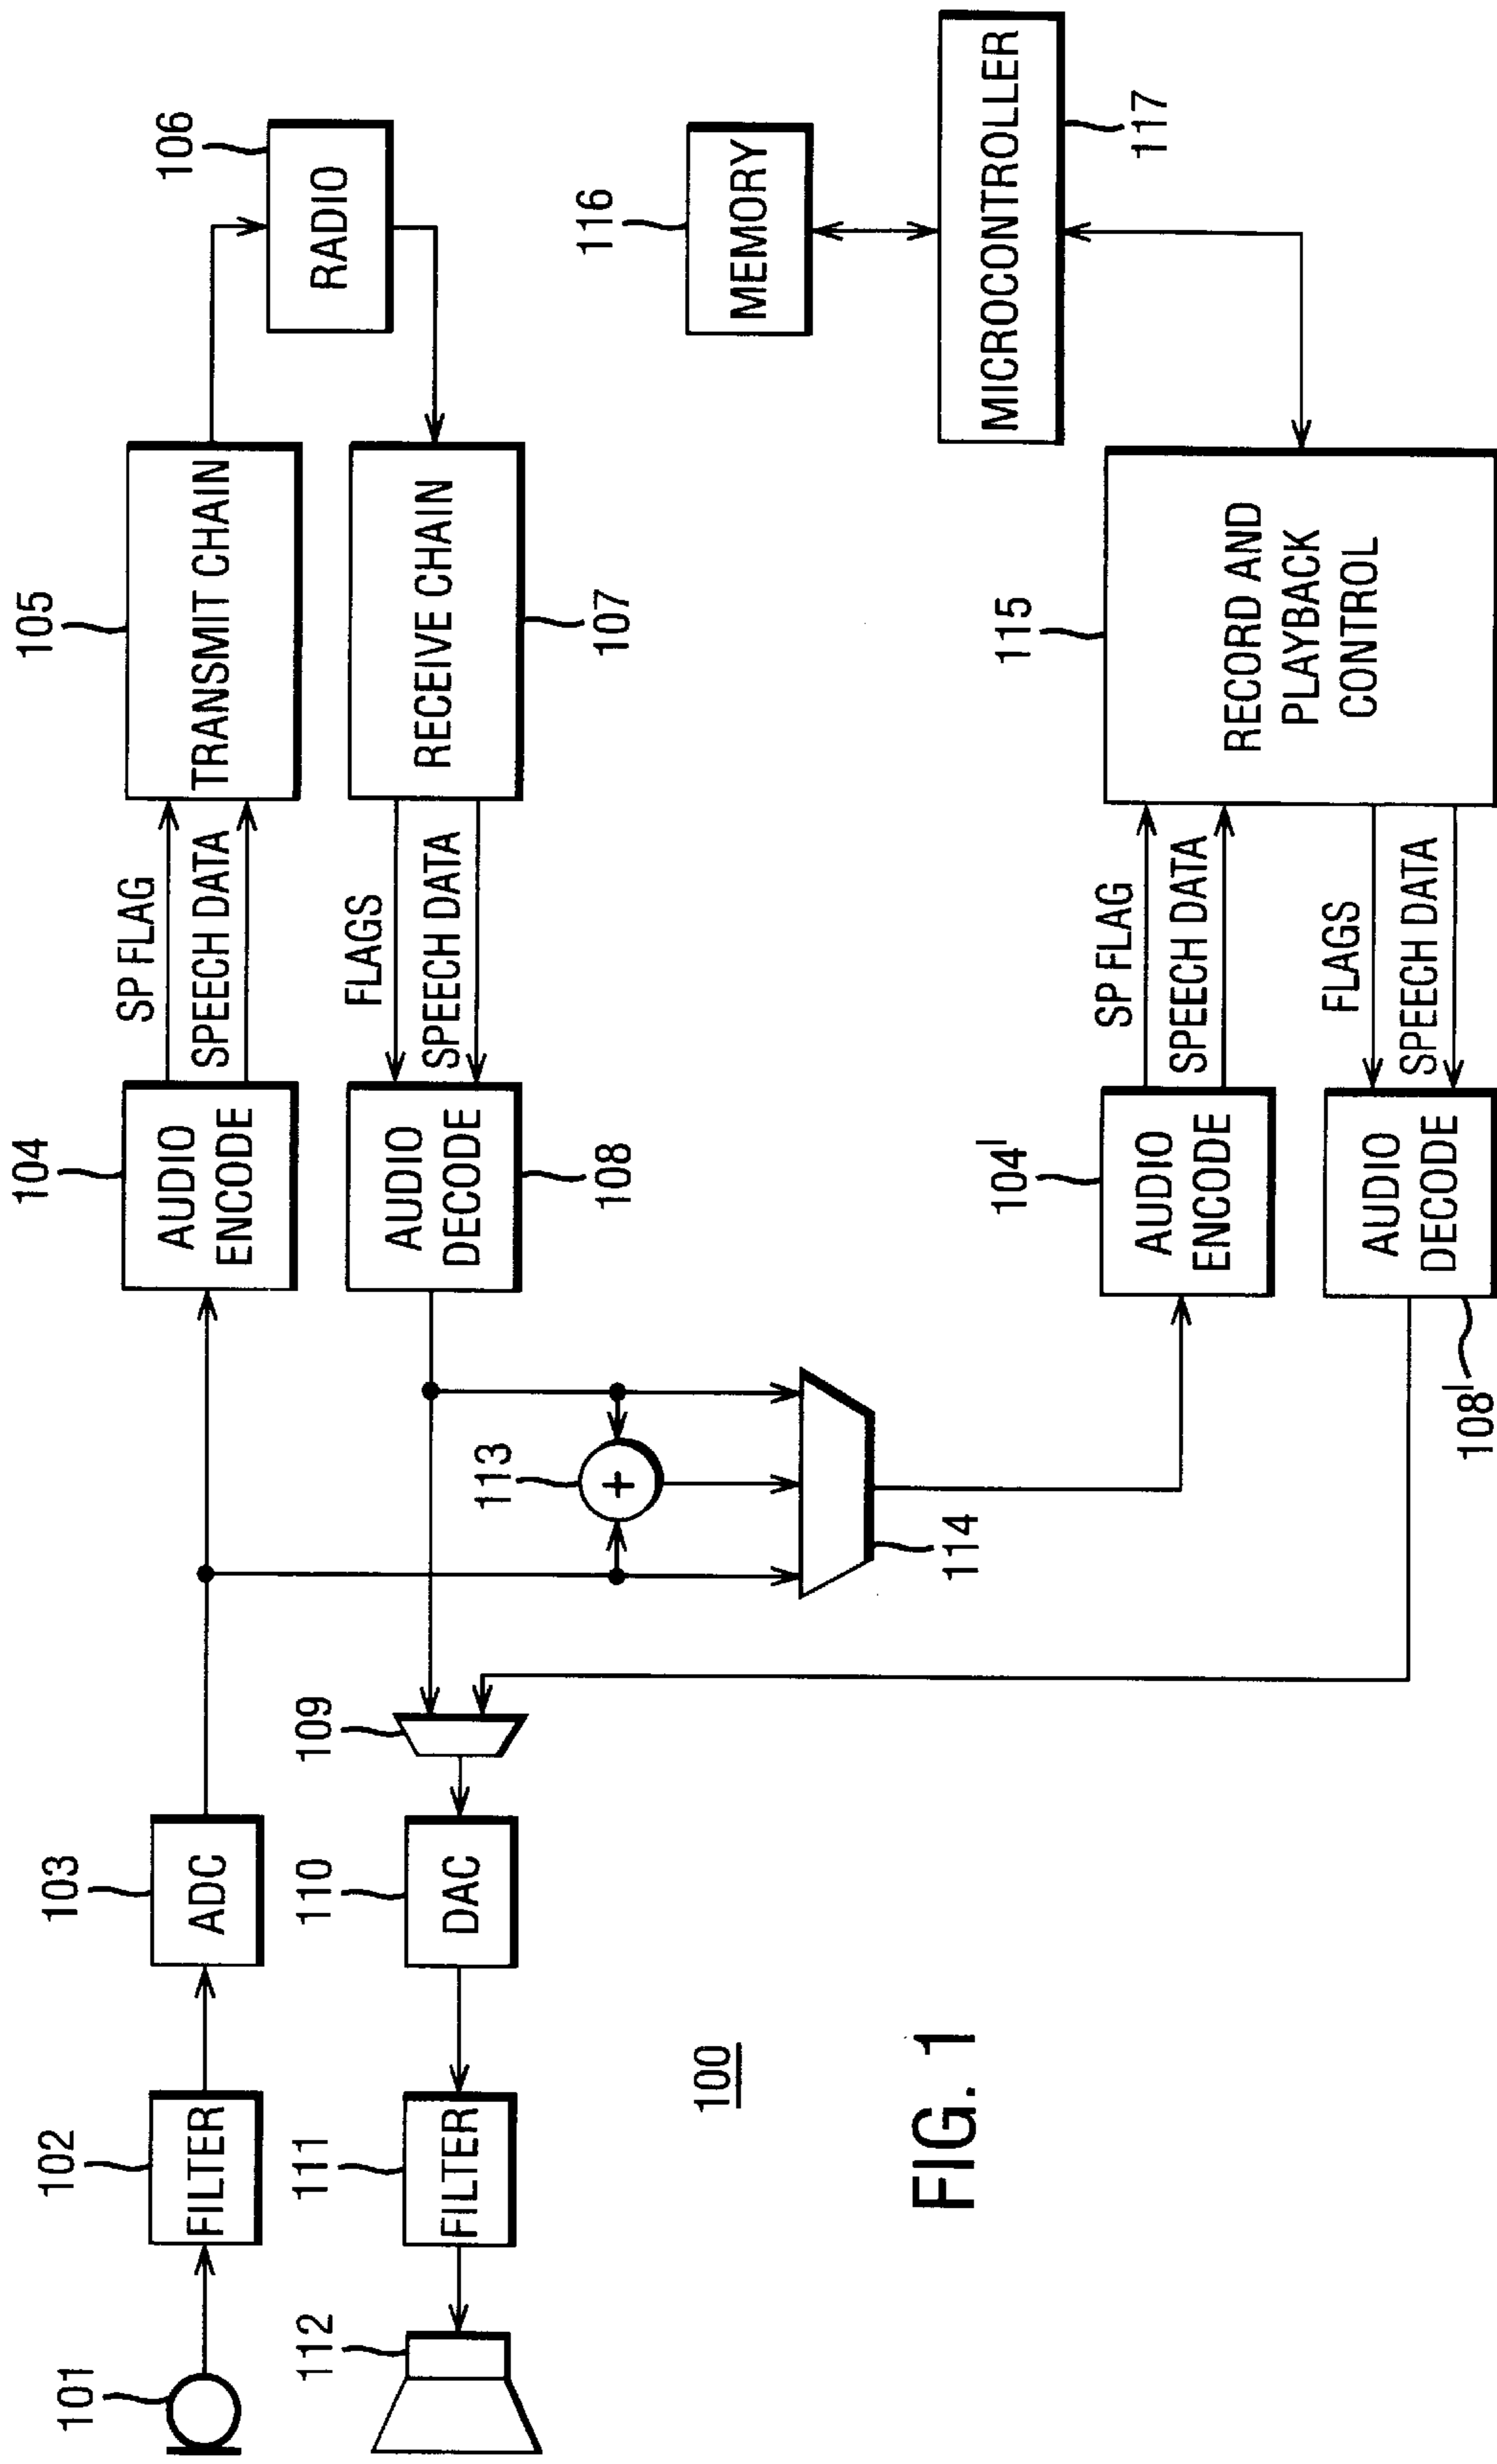 101
102
FILTER
103
ADC
104
AUDIO
ENCODE
SP FLAG
SPEECH DATA
105
TRANSMIT CHAIN
106
RADIO
112
111
FILTER
110
DAC
109
108
AUDIO
DECODE
FLAGS
SPEECH DATA
107
RECEIVE CHAIN
113
+
114
116
MEMORY
117
MICROCONTROLLER
104'
AUDIO
ENCODE
SP FLAG
SPEECH DATA
115
RECORD AND
PLAYBACK
CONTROL
108'
AUDIO
DECODE
FLAGS
SPEECH DATA
100
FIG. 1